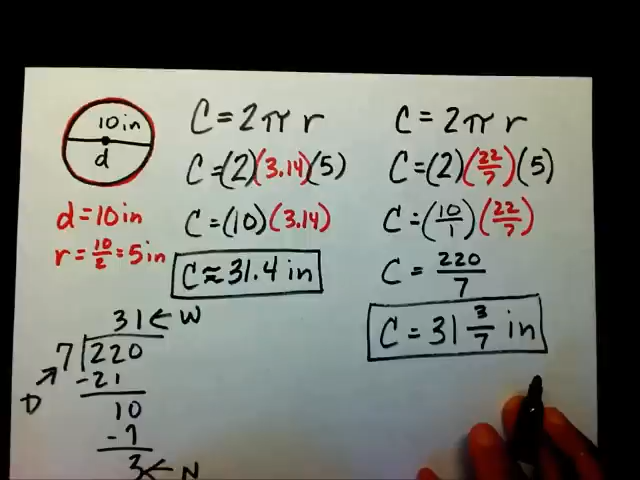 10in
d
d=10in
r=10/2=5in
C=2πr
C=(2)(3.14)(5)
C=(10)(3.14)
C≈31.4 in
C=2πr
C=(2)(22/7)(5)
C=(10/1)(22/7)
C=220/7
C=31 3/7 in
31←W
7)220
D
-21
10
-7
3←N